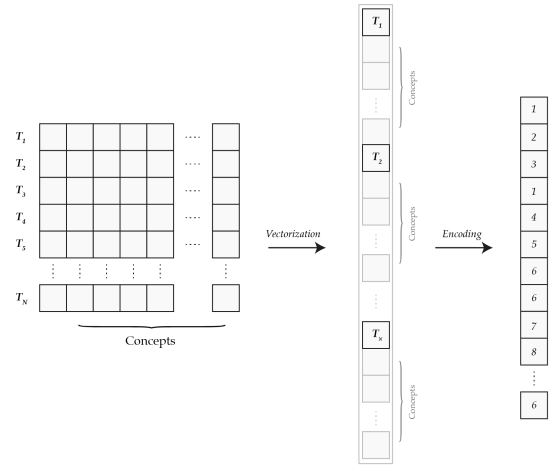 T1
T2
T3
T4
T5
TN
Concepts
Vectorization
T1
Concepts
T2
Concepts
T×
Concepts
Encoding
1
2
3
1
4
5
6
6
7
8
6